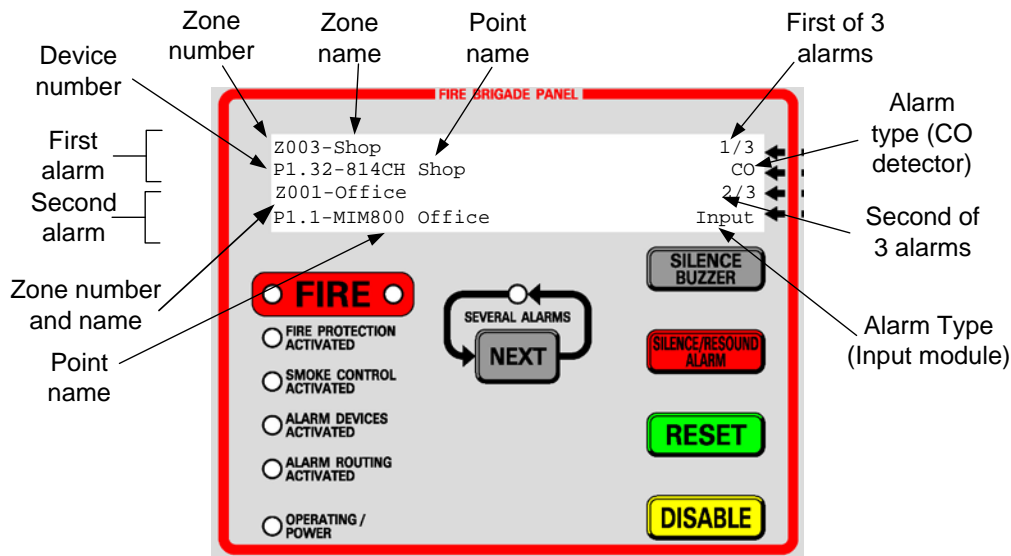 Zone
number
Zone
name
Point
name
First of 3
alarms
Device
number
Alarm
type (CO
detector)
First
alarm
Second
alarm
FIRE BRIGADE PANEL
Z003-Shop 1/3
P1.32-814CH Shop CO
Z001-Office 2/3
P1.1-MIM800 Office Input
Second of
3 alarms
Zone number
and name
Point
name
Alarm Type
(Input module)
FIRE
FIRE PROTECTION
ACTIVATED
SMOKE CONTROL
ACTIVATED
ALARM DEVICES
ACTIVATED
ALARM ROUTING
ACTIVATED
OPERATING /
POWER
SEVERAL ALARMS
NEXT
SILENCE
BUZZER
SILENCE/RESOUND
ALARM
RESET
DISABLE